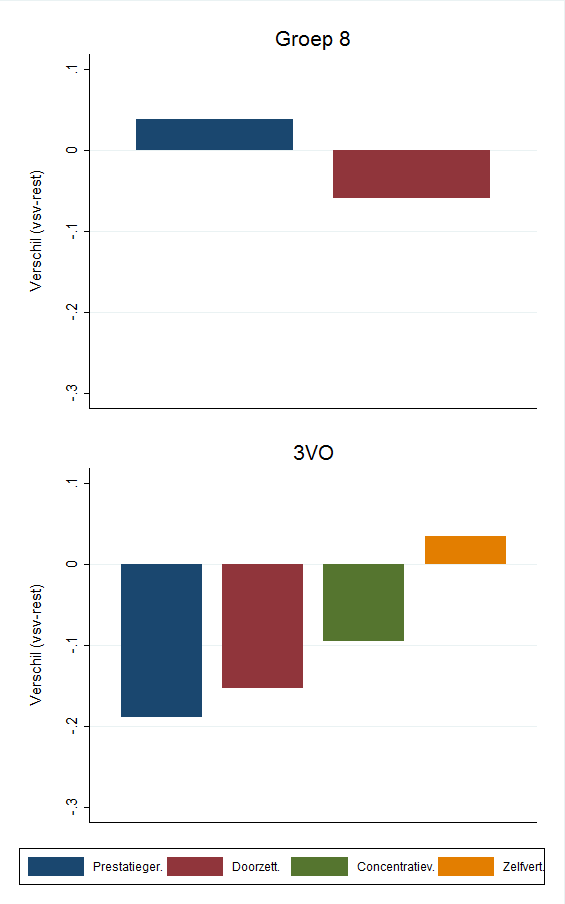 Groep 8
.1
0
-.1
-.2
-.3
Verschil (vsv-rest)
3VO
.1
0
-.1
-.2
-.3
Verschil (vsv-rest)
Prestatieger. Doorzett. Concentratiev. Zelfvert.